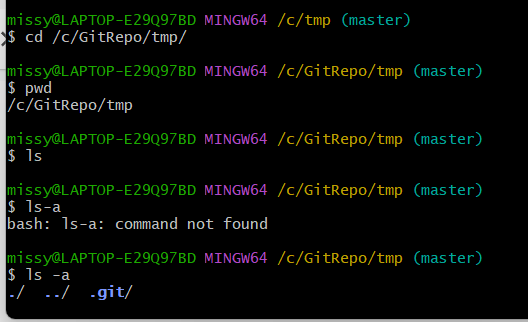 missy@LAPTOP-E29Q97BD MINGW64 /c/tmp (master)
$ cd /c/GitRepo/tmp/
missy@LAPTOP-E29Q97BD MINGW64 /c/GitRepo/tmp (master)
$ pwd
/c/GitRepo/tmp
missy@LAPTOP-E29Q97BD MINGW64 /c/GitRepo/tmp (master)
$ ls
missy@LAPTOP-E29Q97BD MINGW64 /c/GitRepo/tmp (master)
$ ls-a
bash: ls-a: command not found
missy@LAPTOP-E29Q97BD MINGW64 /c/GitRepo/tmp (master)
$ ls -a
./  ../  .git/